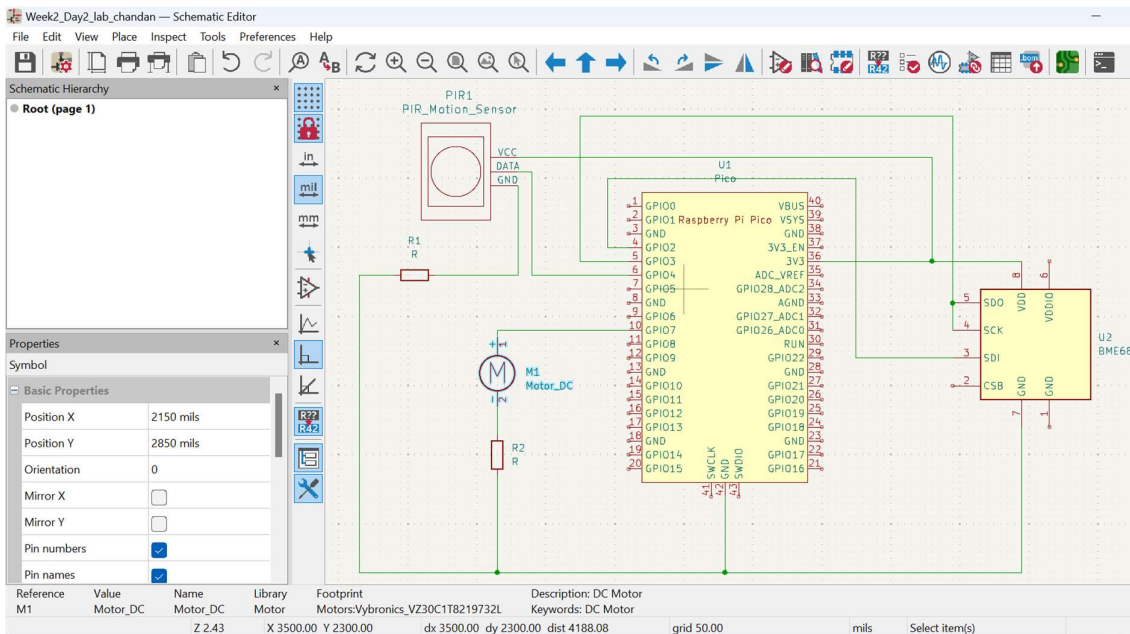 Week2_Day2_lab_chandan — Schematic Editor
File Edit View Place Inspect Tools Preferences Help
Schematic Hierarchy
Root (page 1)
in
mil
mm
R??
R42
Properties
Symbol
Basic Properties
Position X 2150 mils
Position Y 2850 mils
Orientation 0
Mirror X
Mirror Y
Pin numbers
Pin names
PIR1
PIR_Motion_Sensor
VCC
DATA
GND
R1
R
M
+
1
-
2
M1
Motor_DC
R2
R
U1
Pico
Raspberry Pi Pico
1 GPIO0
2 GPIO1
3 GND
4 GPIO2
5 GPIO3
6 GPIO4
7 GPIO5
8 GND
9 GPIO6
10 GPIO7
11 GPIO8
12 GPIO9
13 GND
14 GPIO10
15 GPIO11
16 GPIO12
17 GPIO13
18 GND
19 GPIO14
20 GPIO15
VBUS 40
VSYS 39
GND 38
3V3_EN 37
3V3 36
ADC_VREF 35
GPIO28_ADC2 34
AGND 33
GPIO27_ADC1 32
GPIO26_ADC0 31
RUN 30
GPIO22 29
GND 28
GPIO21 27
GPIO20 26
GPIO19 25
GPIO18 24
GND 23
GPIO17 22
GPIO16 21
SWCLK 41
GND 42
SWDIO 43
8 VDD
6 VDDIO
5 SDO
4 SCK
3 SDI
2 CSB
GND 7
GND 1
U2
BME68
Reference Value Name Library Footprint Description: DC Motor
M1 Motor_DC Motor_DC Motor Motors:Vybronics_VZ30C1T8219732L Keywords: DC Motor
Z 2.43 X 3500.00 Y 2300.00 dx 3500.00 dy 2300.00 dist 4188.08 grid 50.00 mils Select item(s)